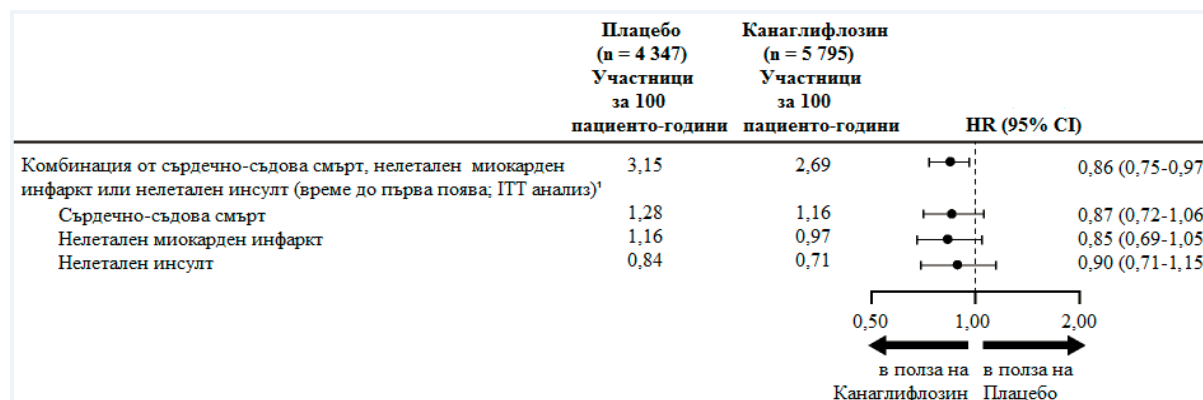 Плацебо Канаглифлозин
(n = 4 347) (n = 5 795)
Участници Участници
за 100 за 100
пациенто-години пациенто-години HR (95% CI)
Комбинация от сърдечно-съдова смърт, нелетален миокарден 3,15 2,69 0,86 (0,75-0,97
инфаркт или нелетален инсулт (време до първа поява; ITT анализ)¹
Сърдечно-съдова смърт 1,28 1,16 0,87 (0,72-1,06
Нелетален миокарден инфаркт 1,16 0,97 0,85 (0,69-1,05
Нелетален инсулт 0,84 0,71 0,90 (0,71-1,15
0,50 1,00 2,00
в полза на в полза на
Канаглифлозин Плацебо